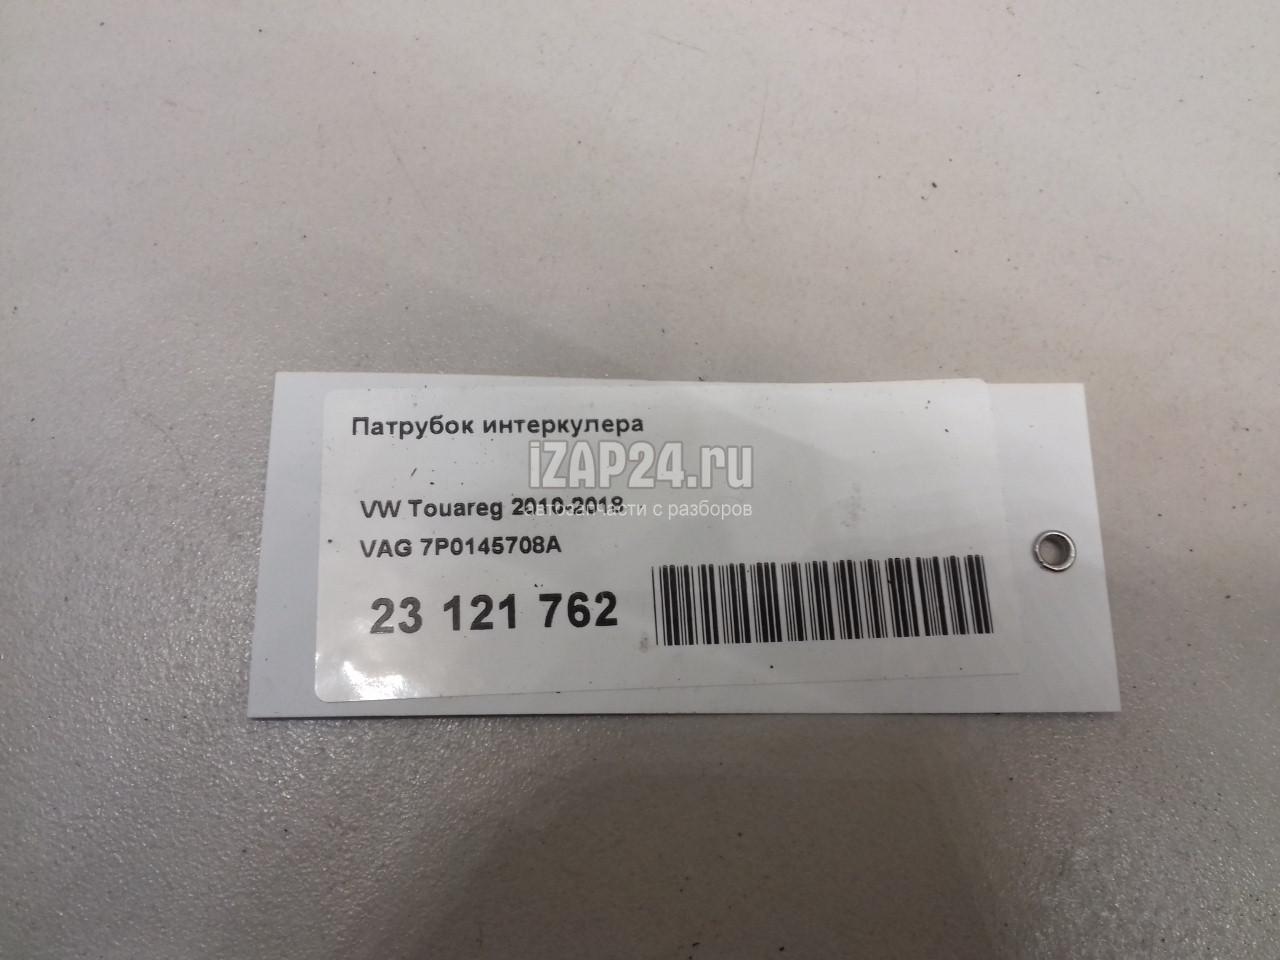 Патрубок интеркулера
iZAP24.ru
VW Touareg 2010-2018
автозапчасти с разборов
VAG 7P0145708A
23 121 762